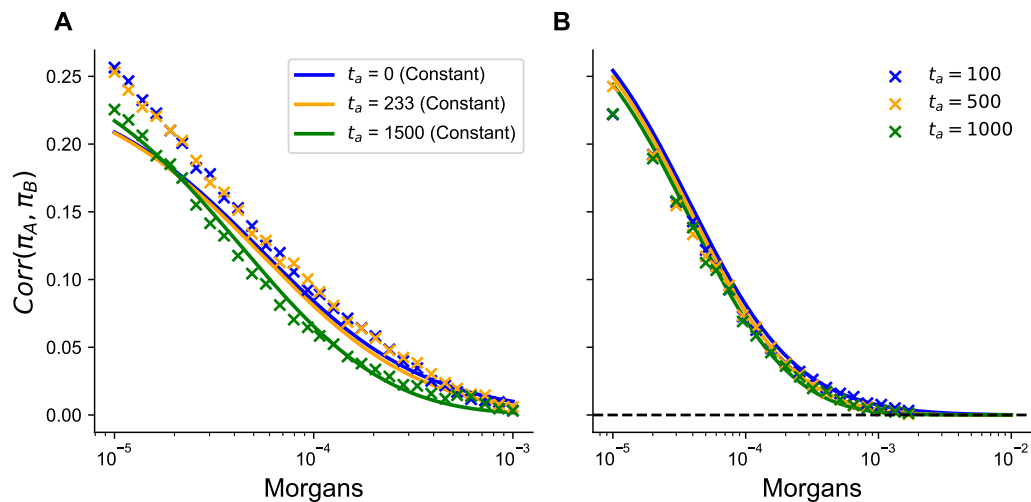 A
B
t_a = 0 (Constant)
t_a = 233 (Constant)
t_a = 1500 (Constant)
t_a = 100
t_a = 500
t_a = 1000
Corr(π_A, π_B)
0.25
0.20
0.15
0.10
0.05
0.00
10⁻⁵
10⁻⁴
10⁻³
10⁻⁵
10⁻⁴
10⁻³
10⁻²
Morgans
Morgans